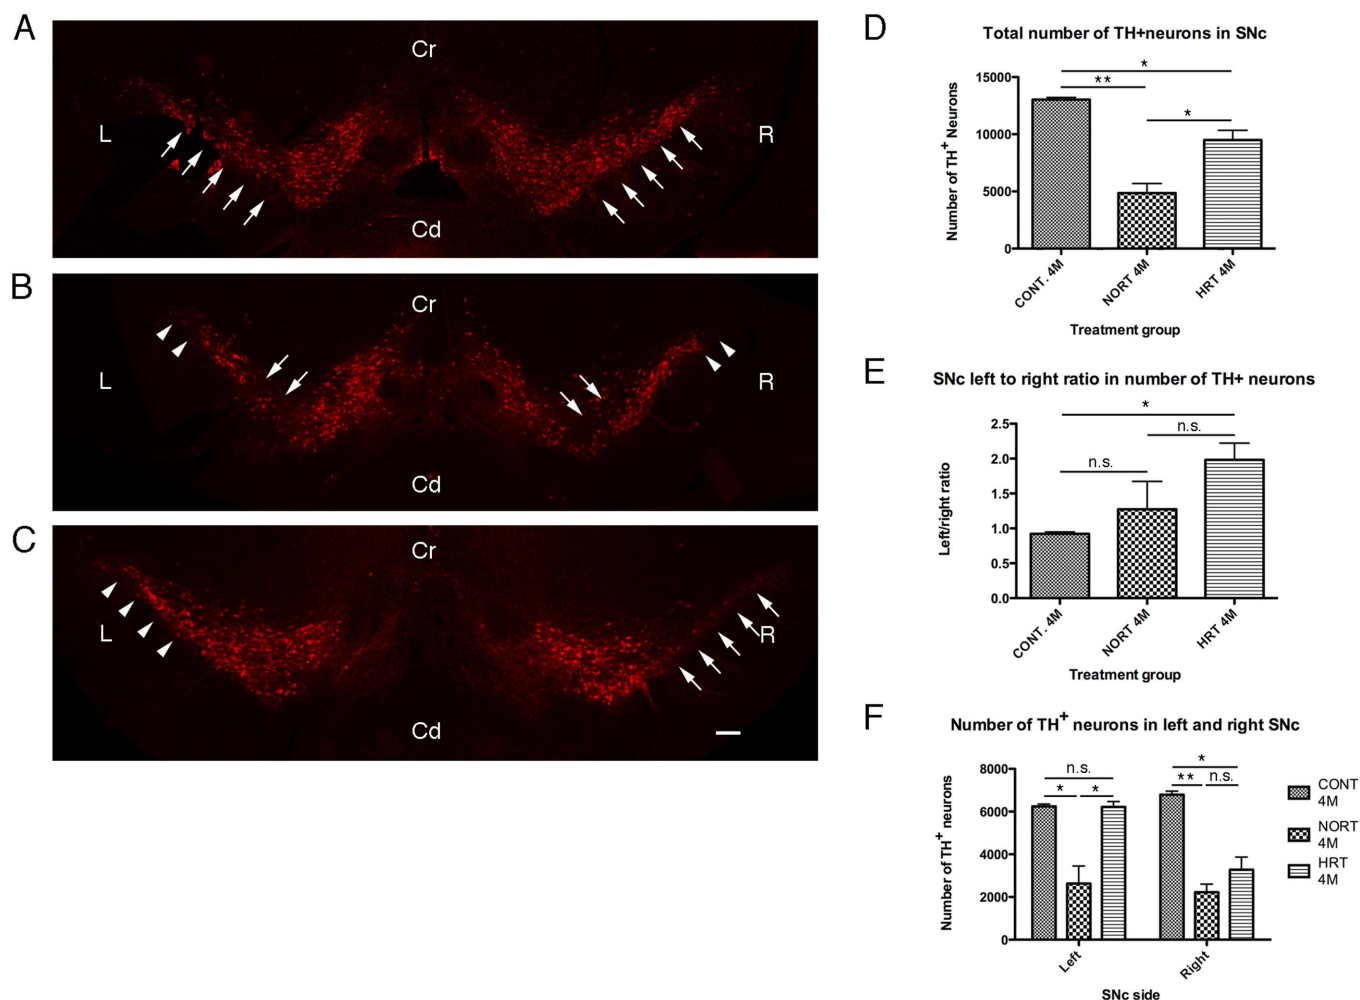 A
Cr
L
R
Cd
B
Cr
L
R
Cd
C
Cr
L
R
Cd
D
Total number of TH+neurons in SNc
Number of TH+ Neurons
15000
10000
5000
0
*
**
*
CONT. 4M
NORT 4M
HRT 4M
Treatment group
E
SNc left to right ratio in number of TH+ neurons
Left/right ratio
2.5
2.0
1.5
1.0
0.5
0.0
*
n.s.
n.s.
CONT. 4M
NORT 4M
HRT 4M
Treatment group
F
Number of TH+ neurons in left and right SNc
Number of TH+ neurons
8000
6000
4000
2000
0
n.s.
*
*
*
**
n.s.
Left
Right
SNc side
CONT
4M
NORT
4M
HRT
4M